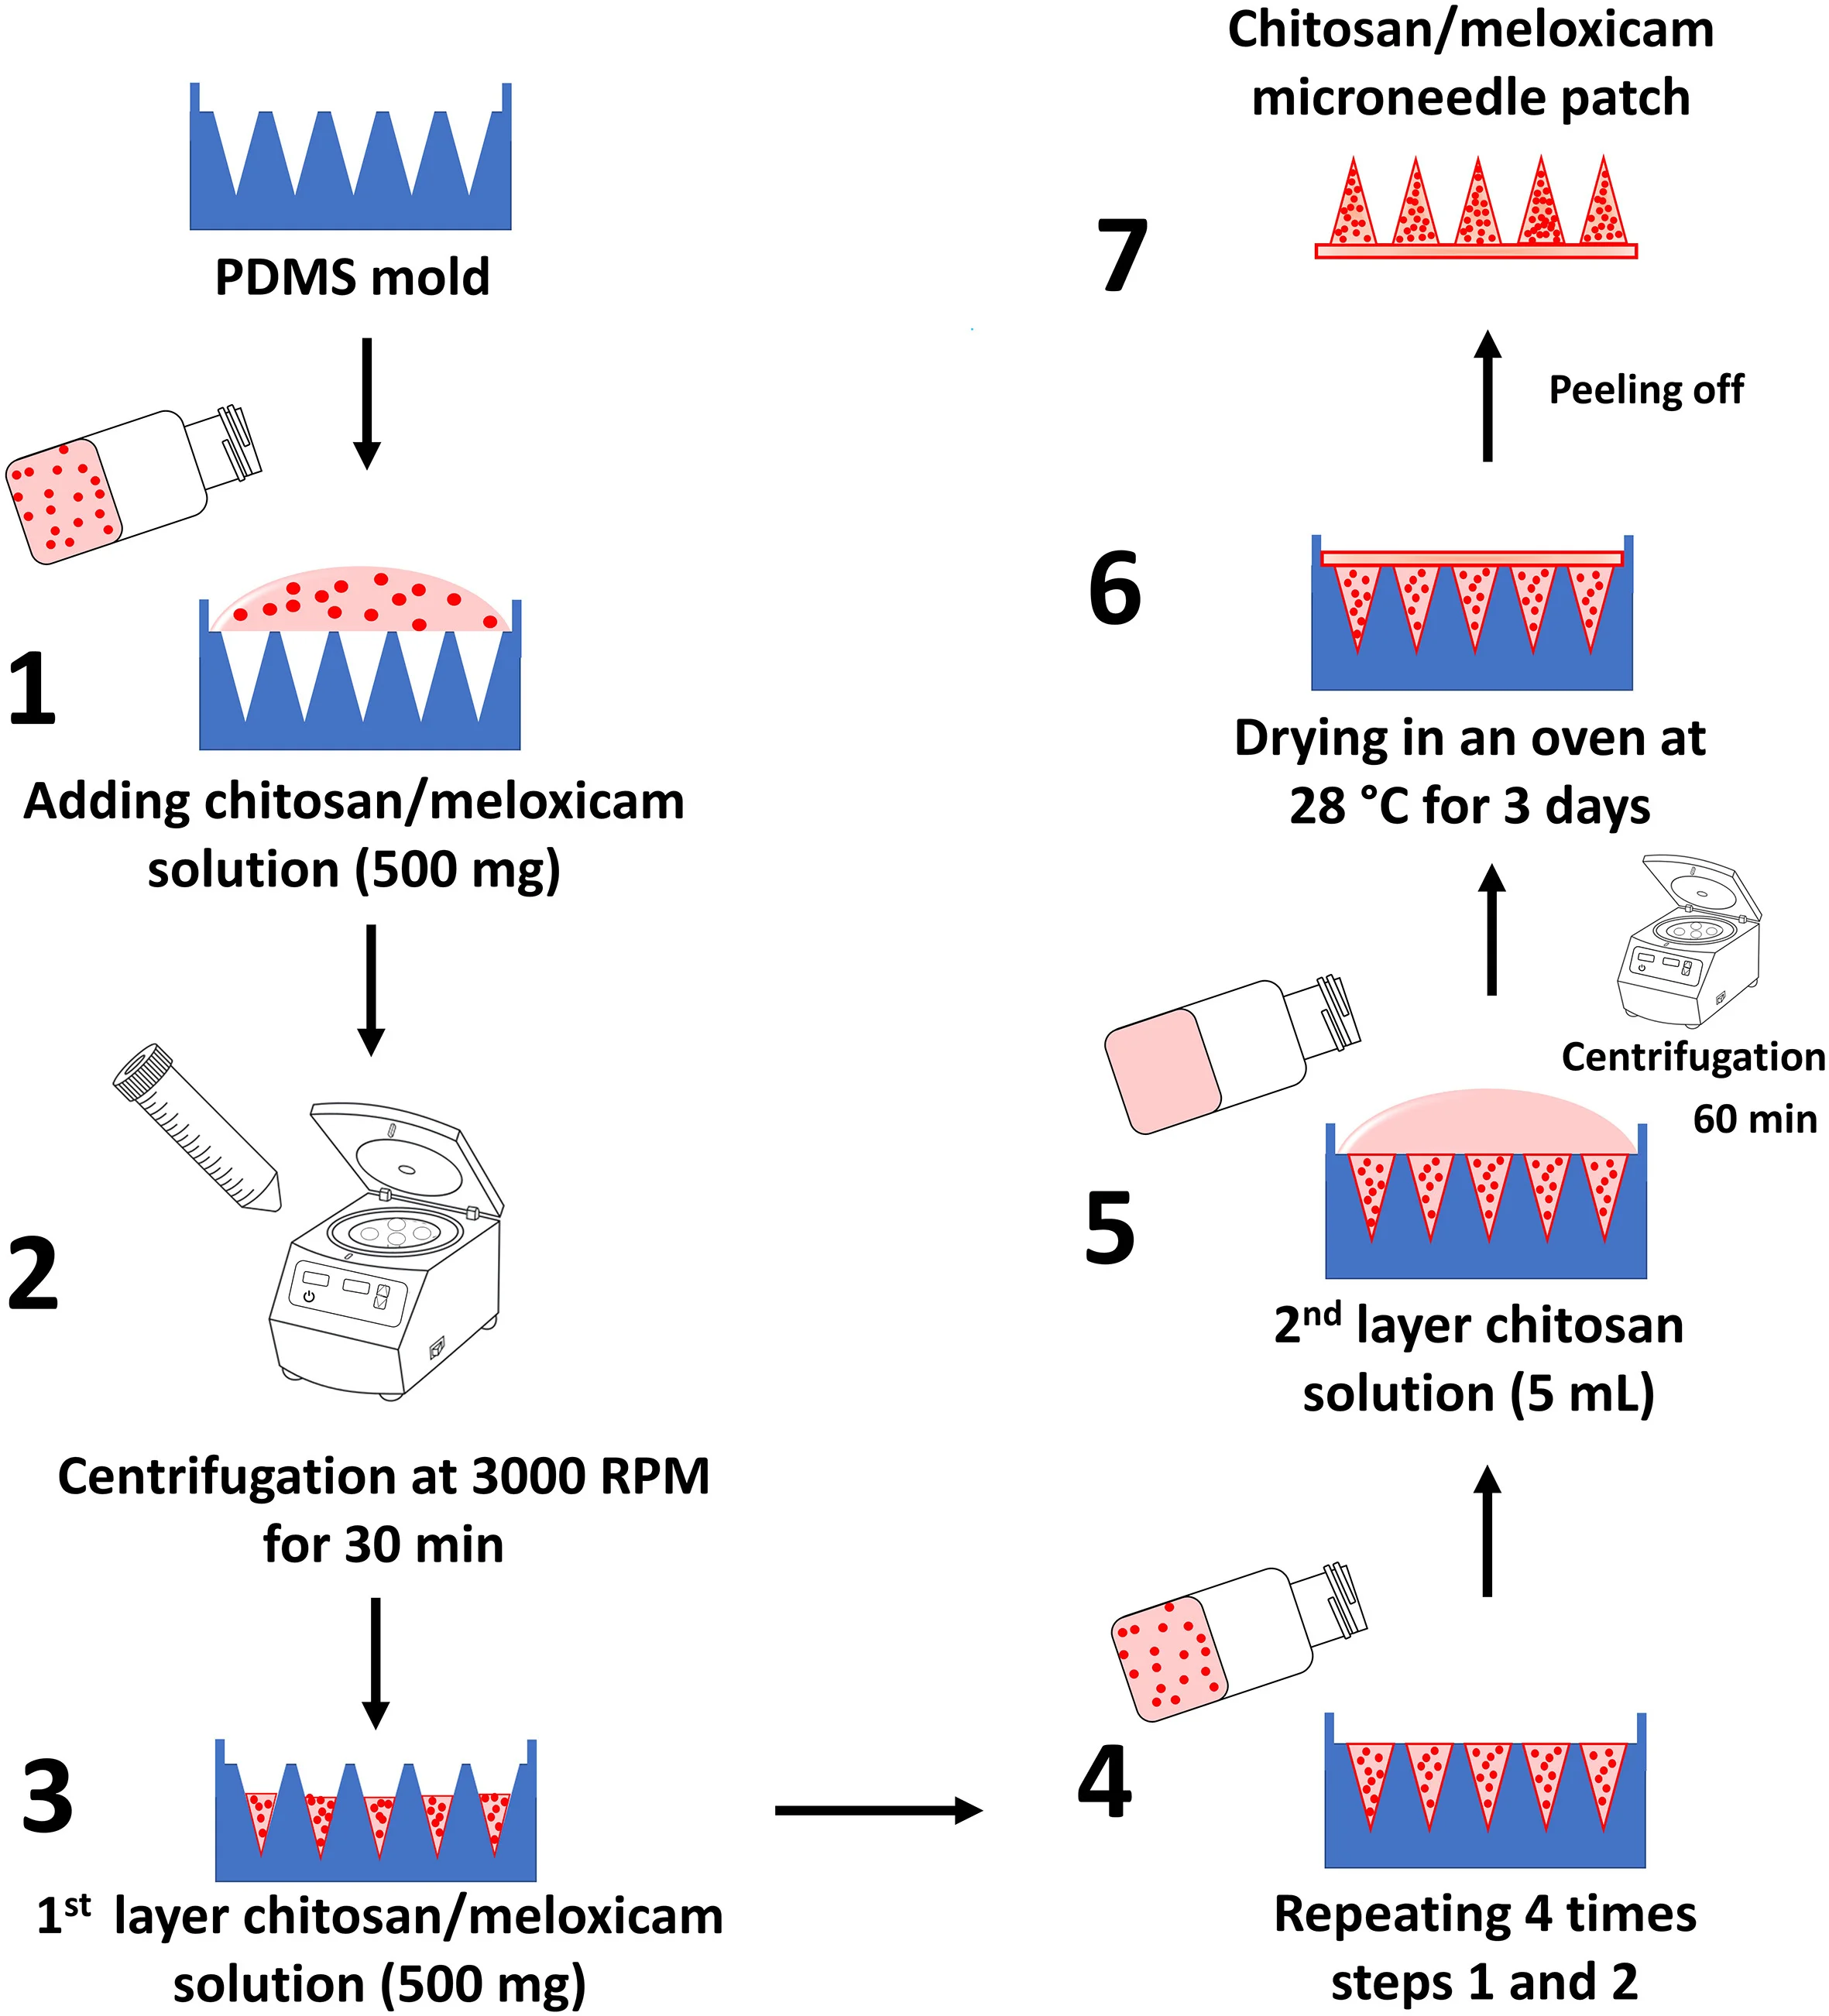 PDMS mold
1
Adding chitosan/meloxicam
solution (500 mg)
2
Centrifugation at 3000 RPM
for 30 min
3
1st layer chitosan/meloxicam
solution (500 mg)
4
Repeating 4 times
steps 1 and 2
5
2nd layer chitosan
solution (5 mL)
Centrifugation
60 min
6
Drying in an oven at
28 °C for 3 days
Peeling off
7
Chitosan/meloxicam
microneedle patch